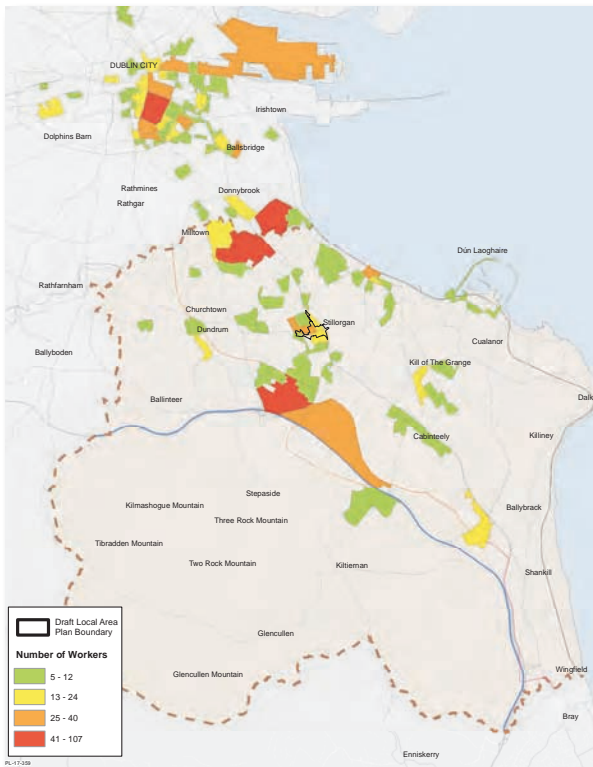 DUBLIN CITY
Irishtown
Dolphins Barn
Ballsbridge
Rathmines
Donnybrook
Rathgar
Milltown
Dún Laoghaire
Rathfarnham
Churchtown
Stillorgan
Dundrum
Cualanor
Ballyboden
Kill of The Grange
Ballinteer
Dalk
Cabinteely
Killiney
Stepaside
Kilmashogue Mountain
Ballybrack
Three Rock Mountain
Tibradden Mountain
Two Rock Mountain
Kiltieman
Shankill
Glencullen
Wingfield
Glencullen Mountain
Bray
Enniskerry
Draft Local Area
Plan Boundary
Number of Workers
5 - 12
13 - 24
25 - 40
41 - 107
PL-17-359